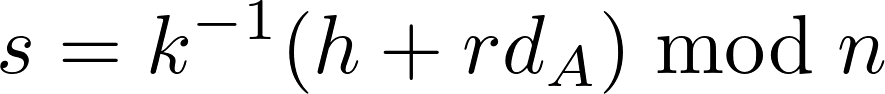 s = k⁻¹(h + rd_A) mod n